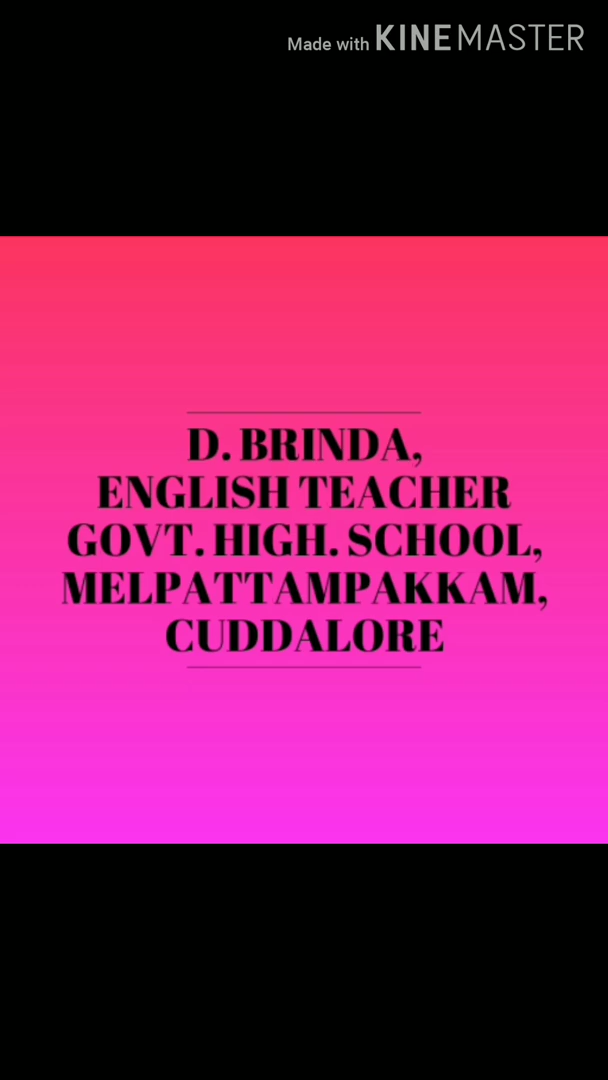 Made with KINEMASTER
D. BRINDA,
ENGLISH TEACHER
GOVT. HIGH. SCHOOL,
MELPATTAMPAKKAM,
CUDDALORE